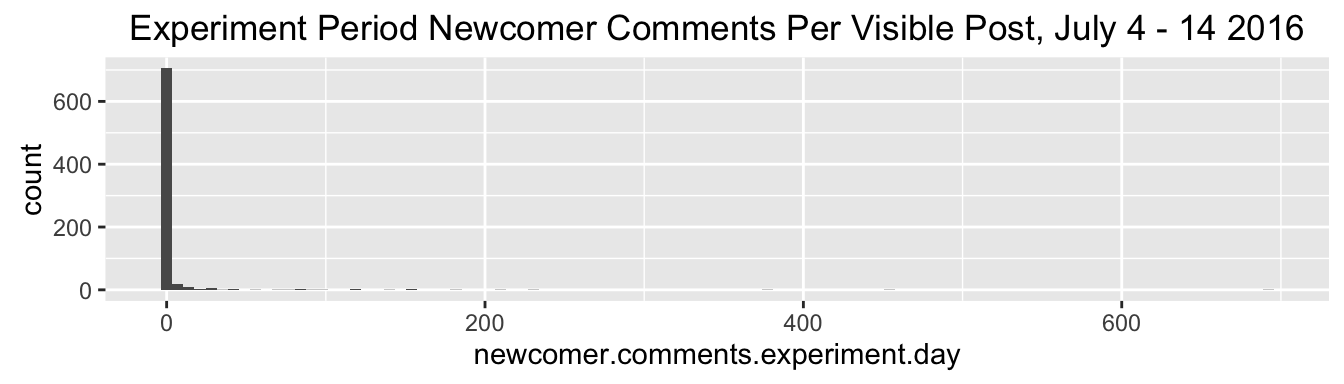 Experiment Period Newcomer Comments Per Visible Post, July 4 - 14 2016
600
400
200
0
count
0 200 400 600
newcomer.comments.experiment.day